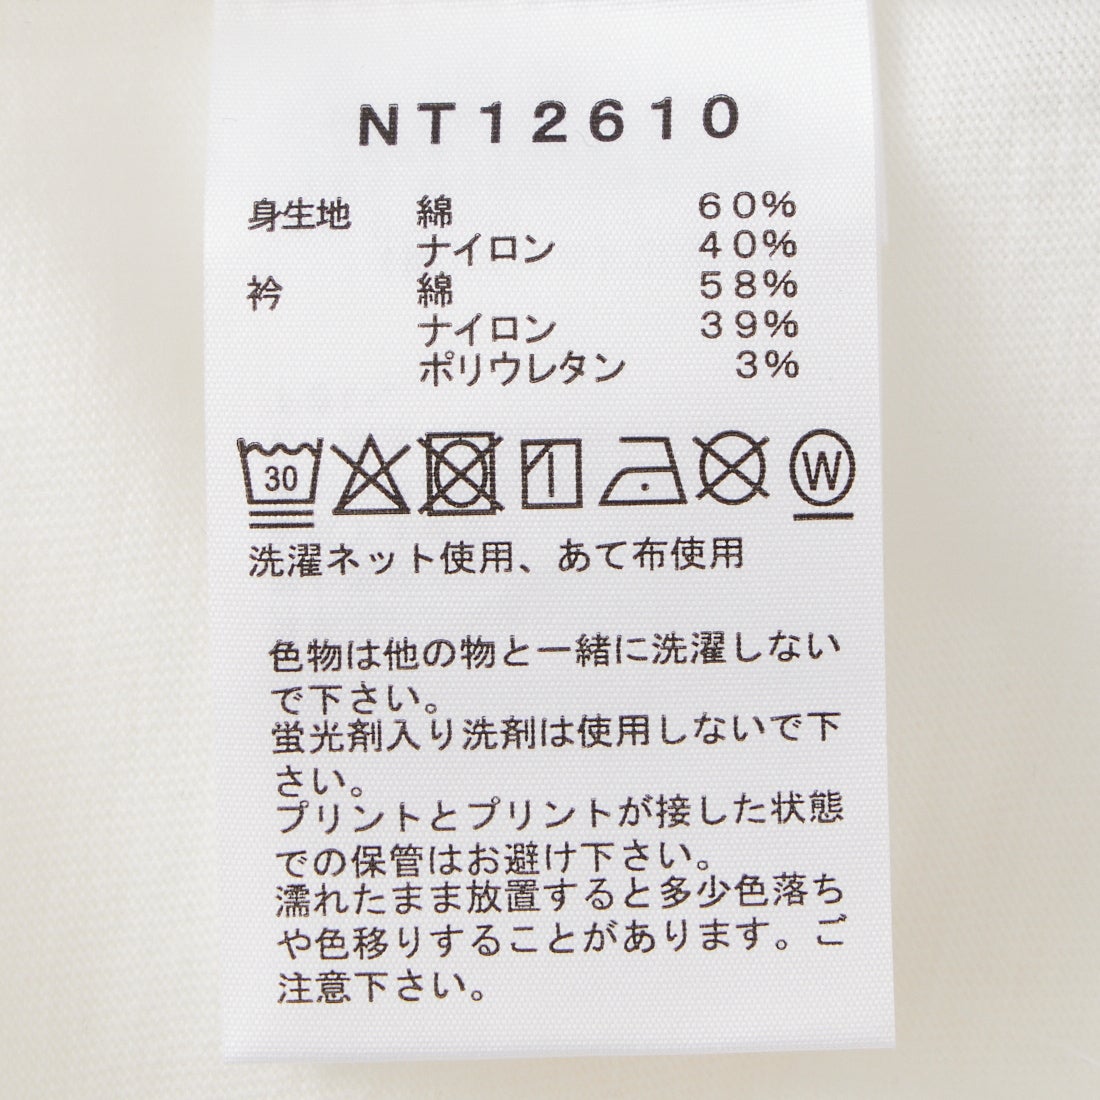 NT12610
身生地 綿 60%
ナイロン 40%
衿 綿 58%
ナイロン 39%
ポリウレタン 3%
30 W
洗濯ネット使用、あて布使用
色物は他の物と一緒に洗濯しない
で下さい。
蛍光剤入り洗剤は使用しないで下
さい。
プリントとプリントが接した状態
での保管はお避け下さい。
濡れたまま放置すると多少色落ち
や色移りすることがあります。ご
注意下さい。